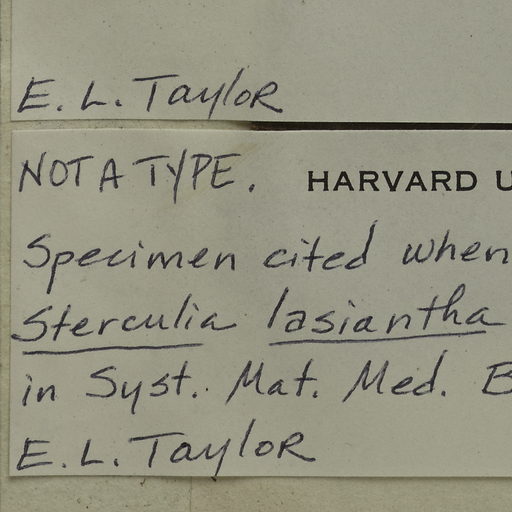 E. L. Taylor
NOT A TYPE. HARVARD U
Specimen cited when
Sterculia lasiantha
in Syst. Mat. Med. B
E. L. Taylor